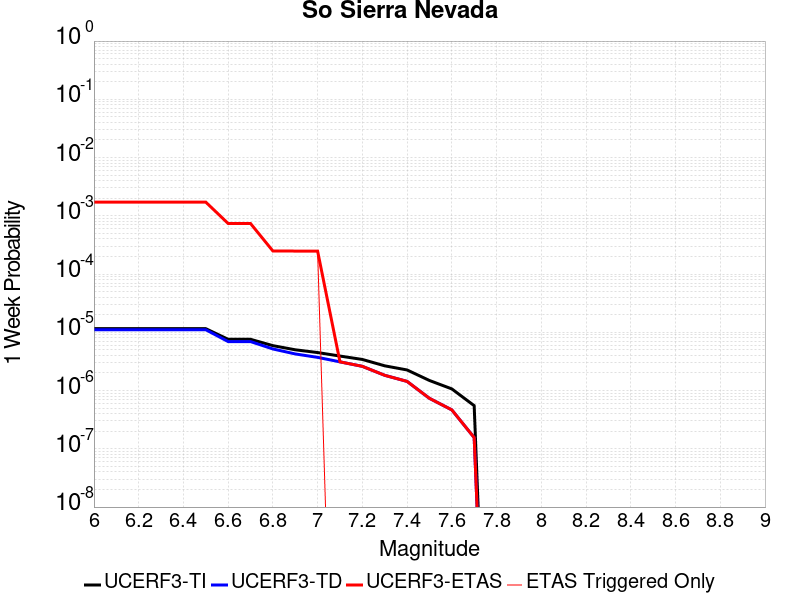 So Sierra Nevada
10^0
10^-1
10^-2
10^-3
10^-4
10^-5
10^-6
10^-7
10^-8
1 Week Probability
6 6.2 6.4 6.6 6.8 7 7.2 7.4 7.6 7.8 8 8.2 8.4 8.6 8.8 9
Magnitude
UCERF3-TI UCERF3-TD UCERF3-ETAS ETAS Triggered Only